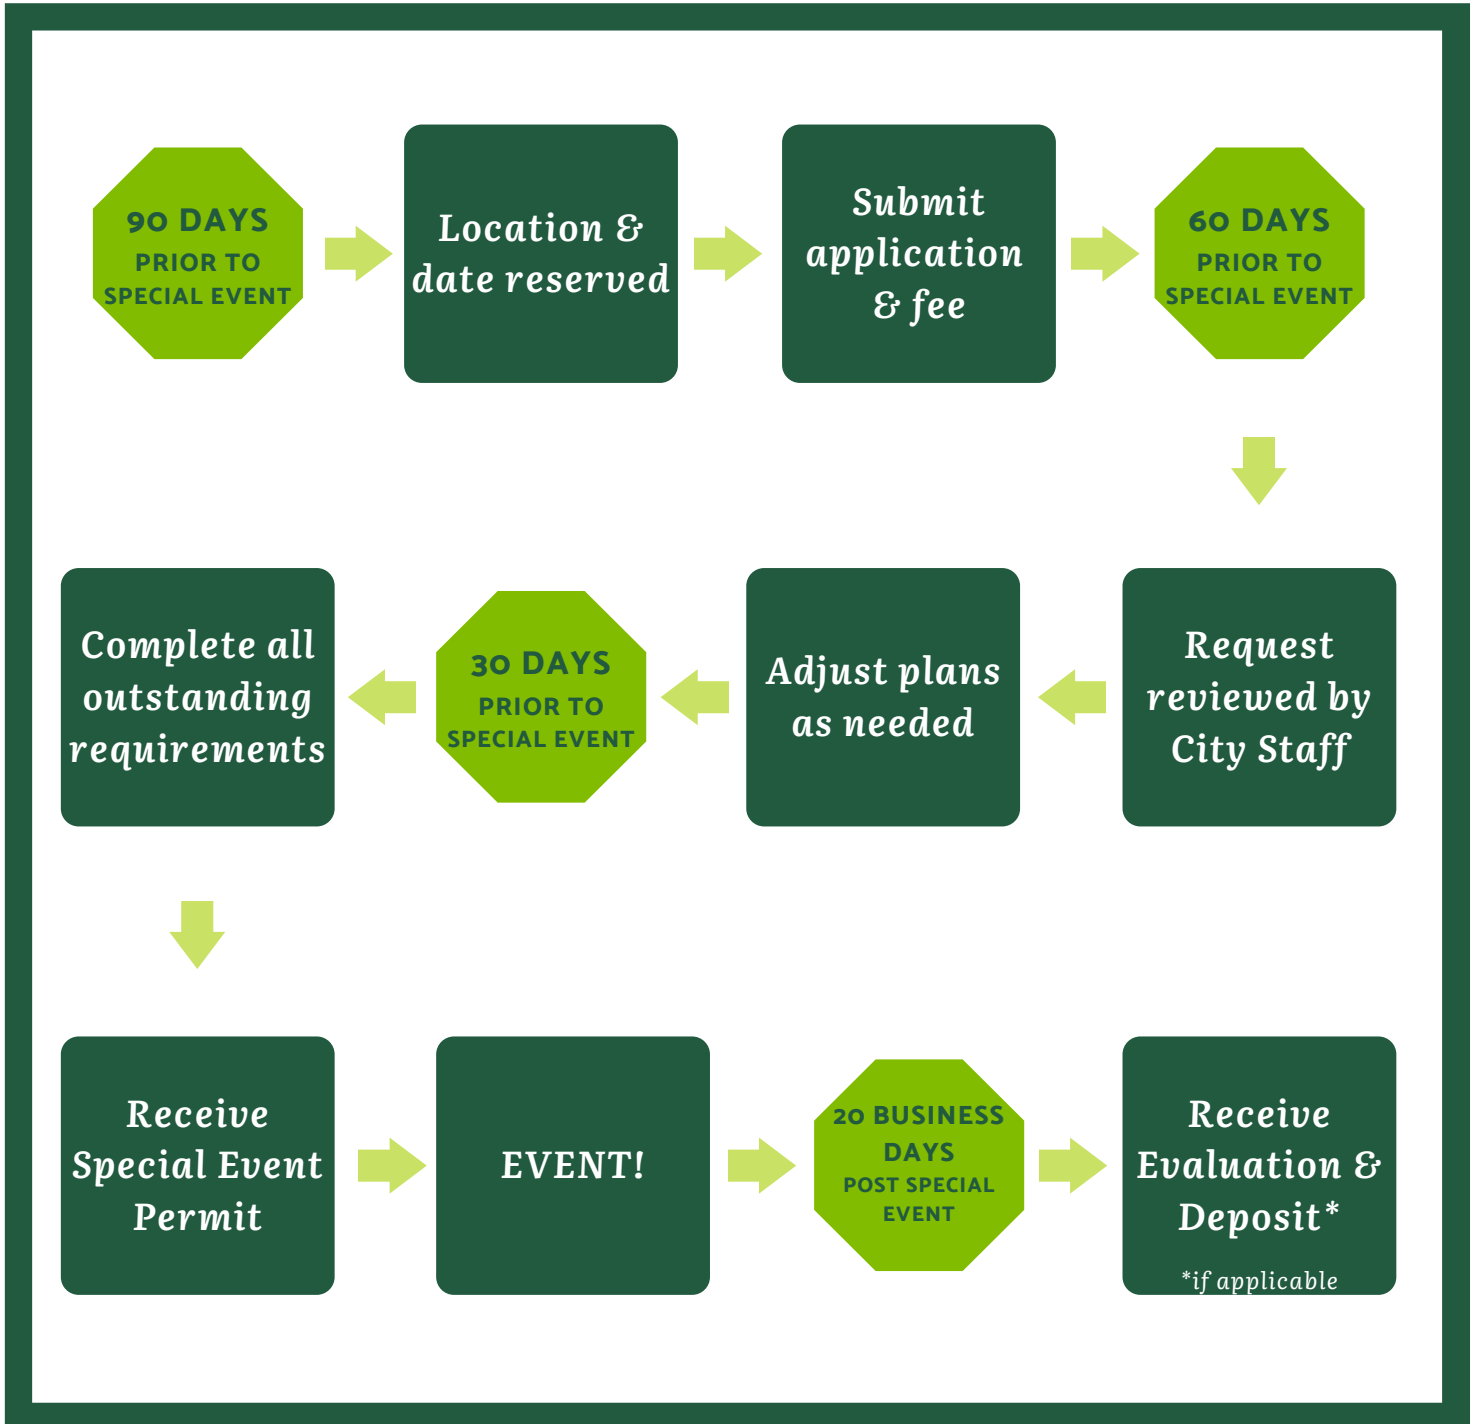 90 DAYS
PRIOR TO
SPECIAL EVENT
Location &
date reserved
Submit
application
& fee
60 DAYS
PRIOR TO
SPECIAL EVENT
Request
reviewed by
City Staff
Adjust plans
as needed
30 DAYS
PRIOR TO
SPECIAL EVENT
Complete all
outstanding
requirements
Receive
Special Event
Permit
EVENT!
20 BUSINESS
DAYS
POST SPECIAL
EVENT
Receive
Evaluation &
Deposit*
*if applicable